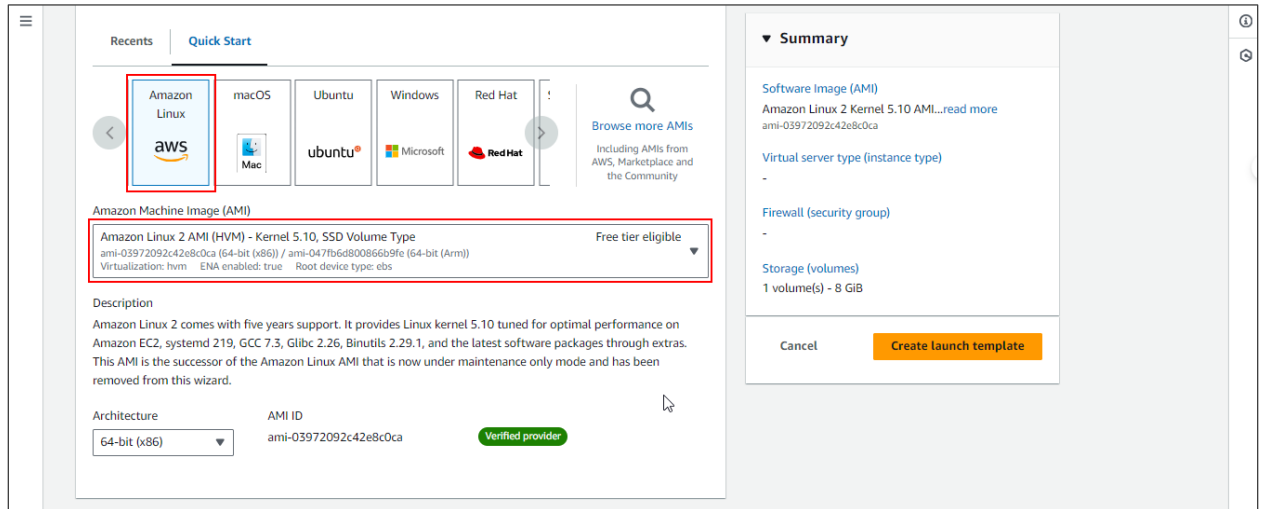 Recents
Quick Start
Amazon Linux
aws
macOS
Mac
Ubuntu
ubuntu
Windows
Microsoft
Red Hat
Red Hat
Browse more AMIs
Including AMIs from
AWS, Marketplace and
the Community
Amazon Machine Image (AMI)
Amazon Linux 2 AMI (HVM) - Kernel 5.10, SSD Volume Type
Free tier eligible
ami-03972092c42e8c0ca (64-bit (x86)) / ami-047fb6d800866b9fe (64-bit (Arm))
Virtualization: hvm ENA enabled: true Root device type: ebs
Description
Amazon Linux 2 comes with five years support. It provides Linux kernel 5.10 tuned for optimal performance on
Amazon EC2, systemd 219, GCC 7.3, Glibc 2.26, Binutils 2.29.1, and the latest software packages through extras.
This AMI is the successor of the Amazon Linux AMI that is now under maintenance only mode and has been
removed from this wizard.
Architecture
64-bit (x86)
AMI ID
ami-03972092c42e8c0ca
Verified provider
Summary
Software Image (AMI)
Amazon Linux 2 Kernel 5.10 AMI...read more
ami-03972092c42e8c0ca
Virtual server type (instance type)
-
Firewall (security group)
-
Storage (volumes)
1 volume(s) - 8 GiB
Cancel
Create launch template